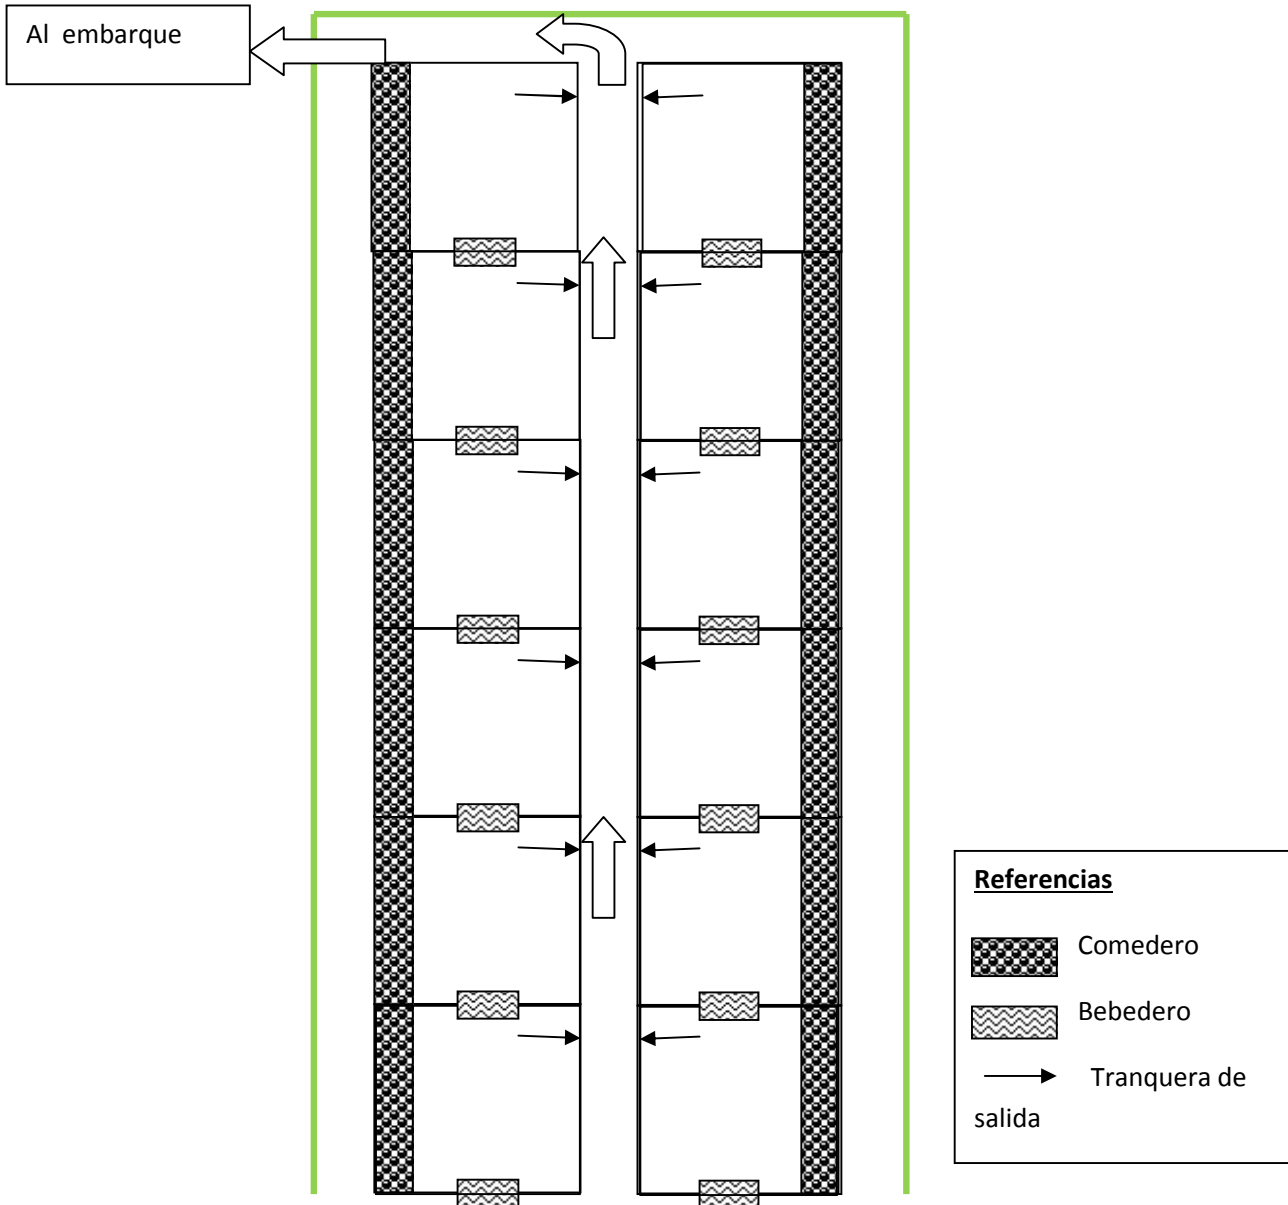 Al embarque
Referencias
Comedero
Bebedero
Tranquera de
salida